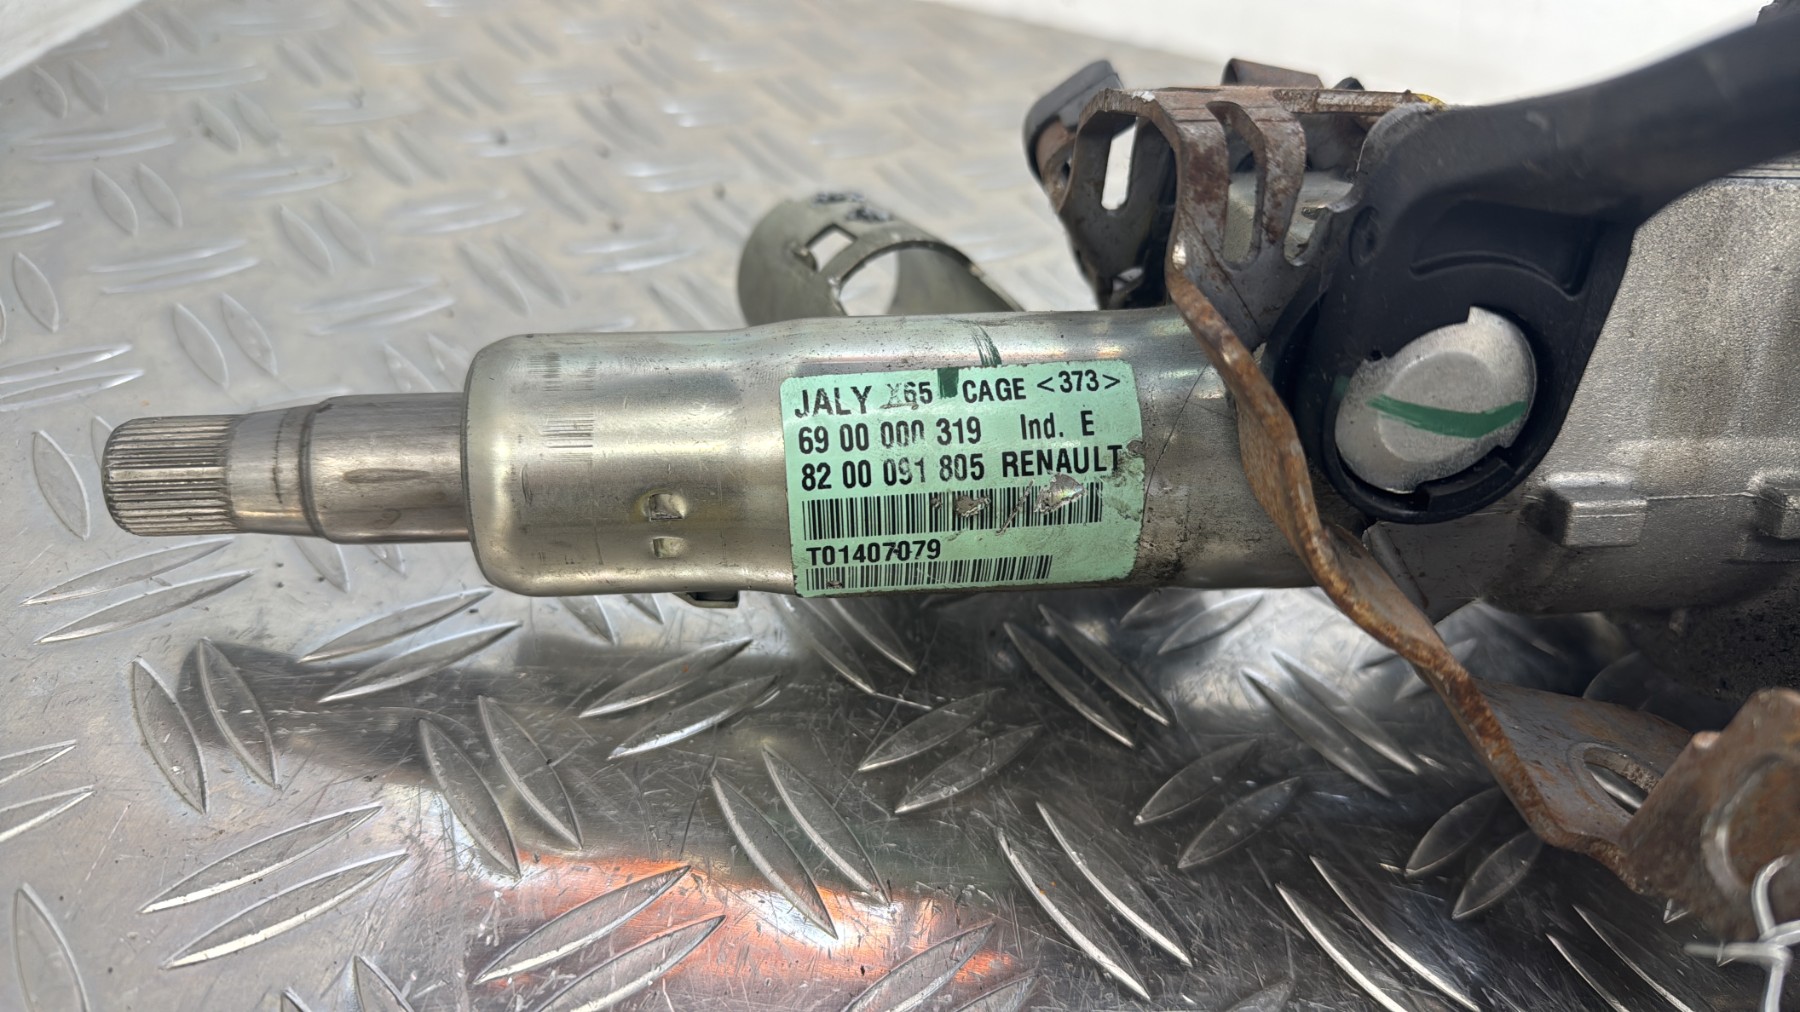 JALY X65 CAGE <373>
69 00 000 319 Ind. E
82 00 091 805 RENAULT
T01407079